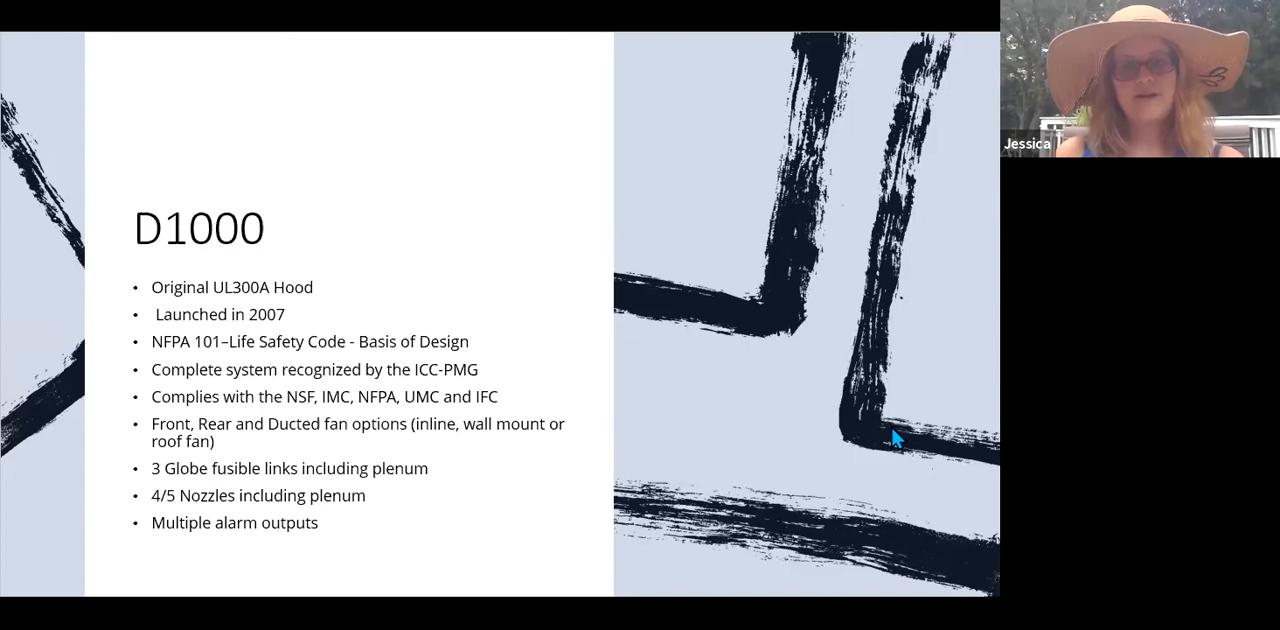 D1000
• Original UL300A Hood
• Launched in 2007
• NFPA 101–Life Safety Code - Basis of Design
• Complete system recognized by the ICC-PMG
• Complies with the NSF, IMC, NFPA, UMC and IFC
• Front, Rear and Ducted fan options (inline, wall mount or
roof fan)
• 3 Globe fusible links including plenum
• 4/5 Nozzles including plenum
• Multiple alarm outputs
Jessica